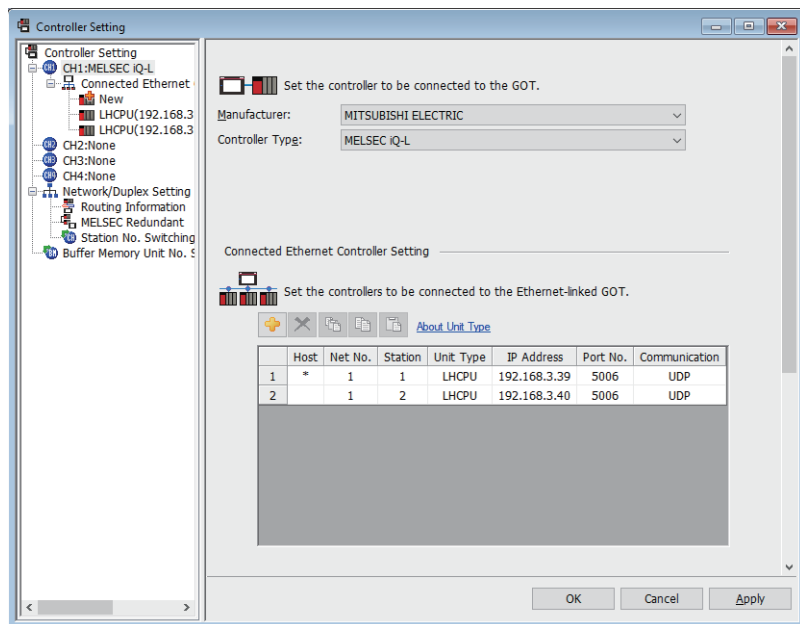 Controller Setting
Controller Setting
CH1:MELSEC iQ-L
Connected Ethernet
New
LHCPU(192.168.3
LHCPU(192.168.3
CH2:None
CH3:None
CH4:None
Network/Duplex Setting
Routing Information
MELSEC Redundant
Station No. Switching
Buffer Memory Unit No. S
Set the controller to be connected to the GOT.
Manufacturer: MITSUBISHI ELECTRIC
Controller Type: MELSEC iQ-L
Connected Ethernet Controller Setting
Set the controllers to be connected to the Ethernet-linked GOT.
About Unit Type
Host Net No. Station Unit Type IP Address Port No. Communication
1 * 1 1 LHCPU 192.168.3.39 5006 UDP
2 1 2 LHCPU 192.168.3.40 5006 UDP
OK Cancel Apply